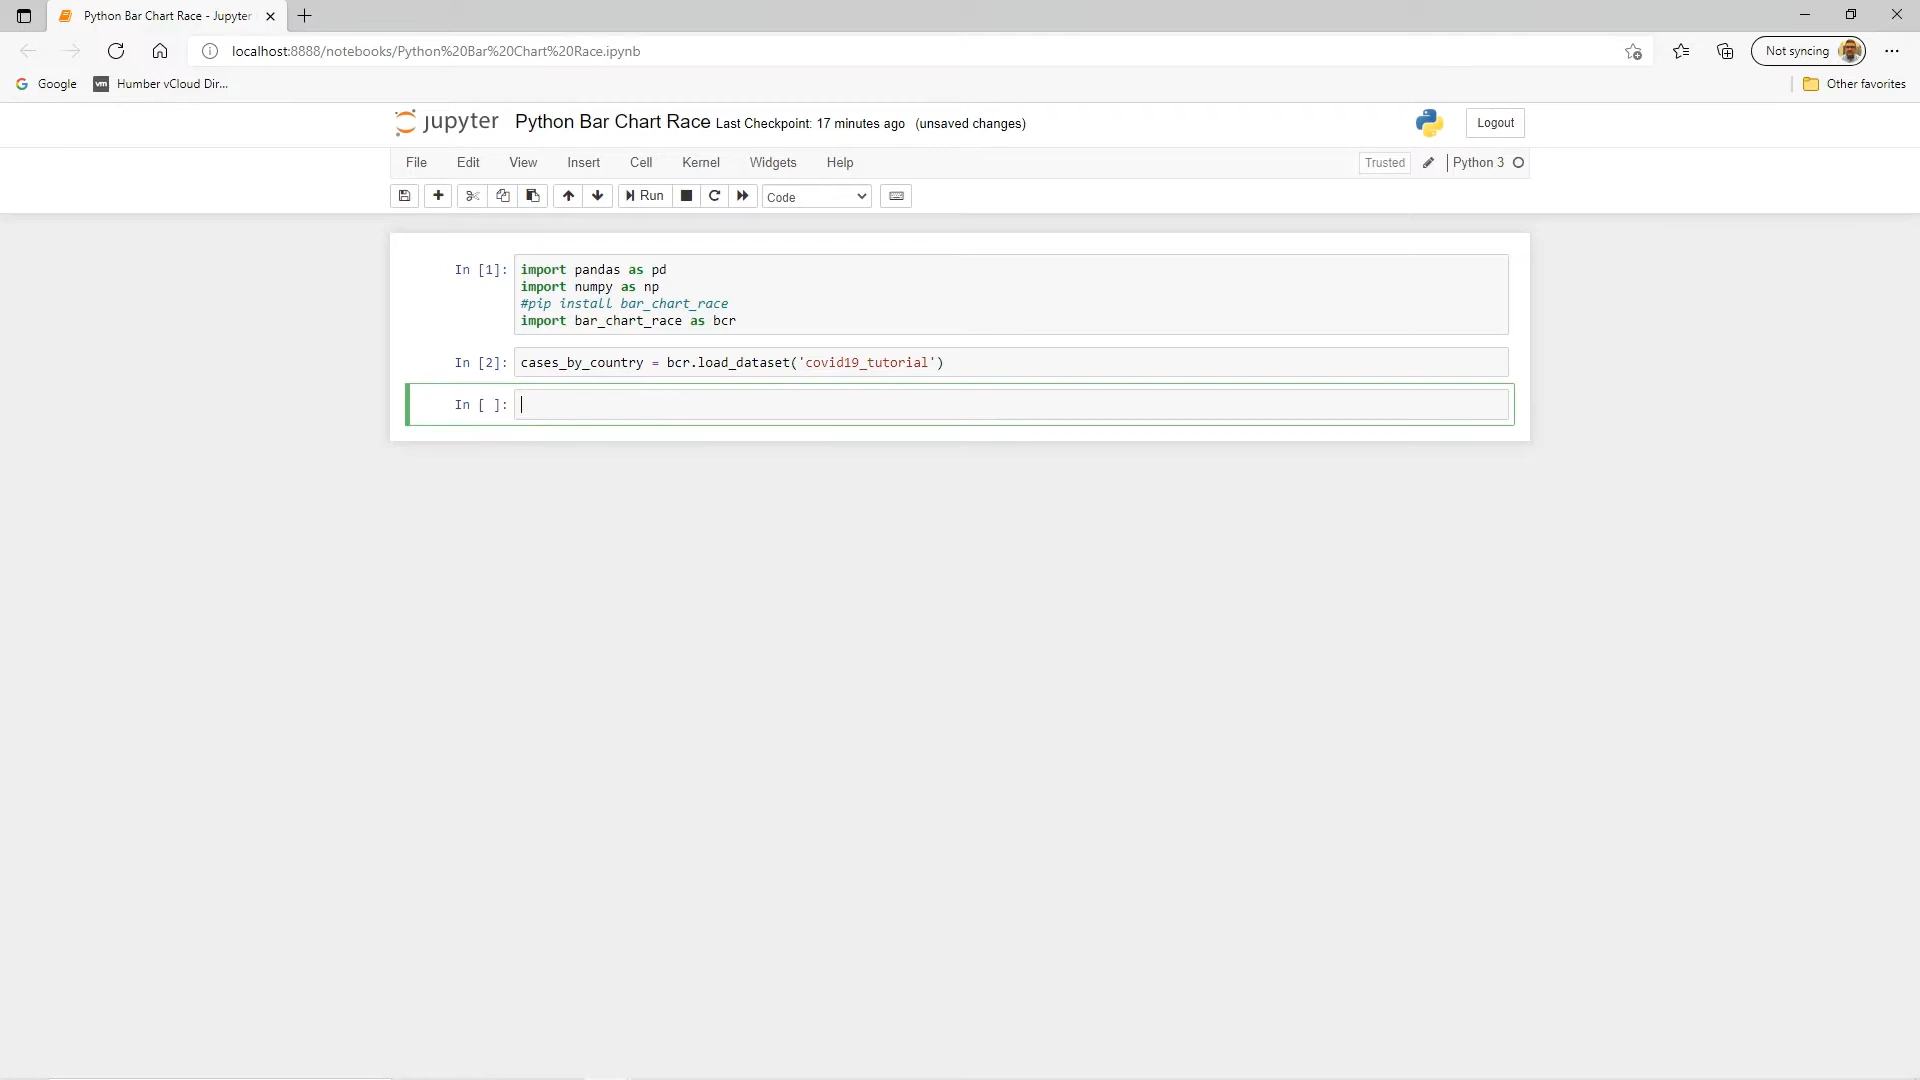 Python Bar Chart Race - Jupyter
localhost:8888/notebooks/Python%20Bar%20Chart%20Race.ipynb
Not syncing
Google
vm
Humber vCloud Dir...
Other favorites
jupyter Python Bar Chart Race Last Checkpoint: 17 minutes ago (unsaved changes)
Logout
File Edit View Insert Cell Kernel Widgets Help
Trusted
Python 3
Run
Code
In [1]: import pandas as pd
import numpy as np
#pip install bar_chart_race
import bar_chart_race as bcr
In [2]: cases_by_country = bcr.load_dataset('covid19_tutorial')
In [ ]: